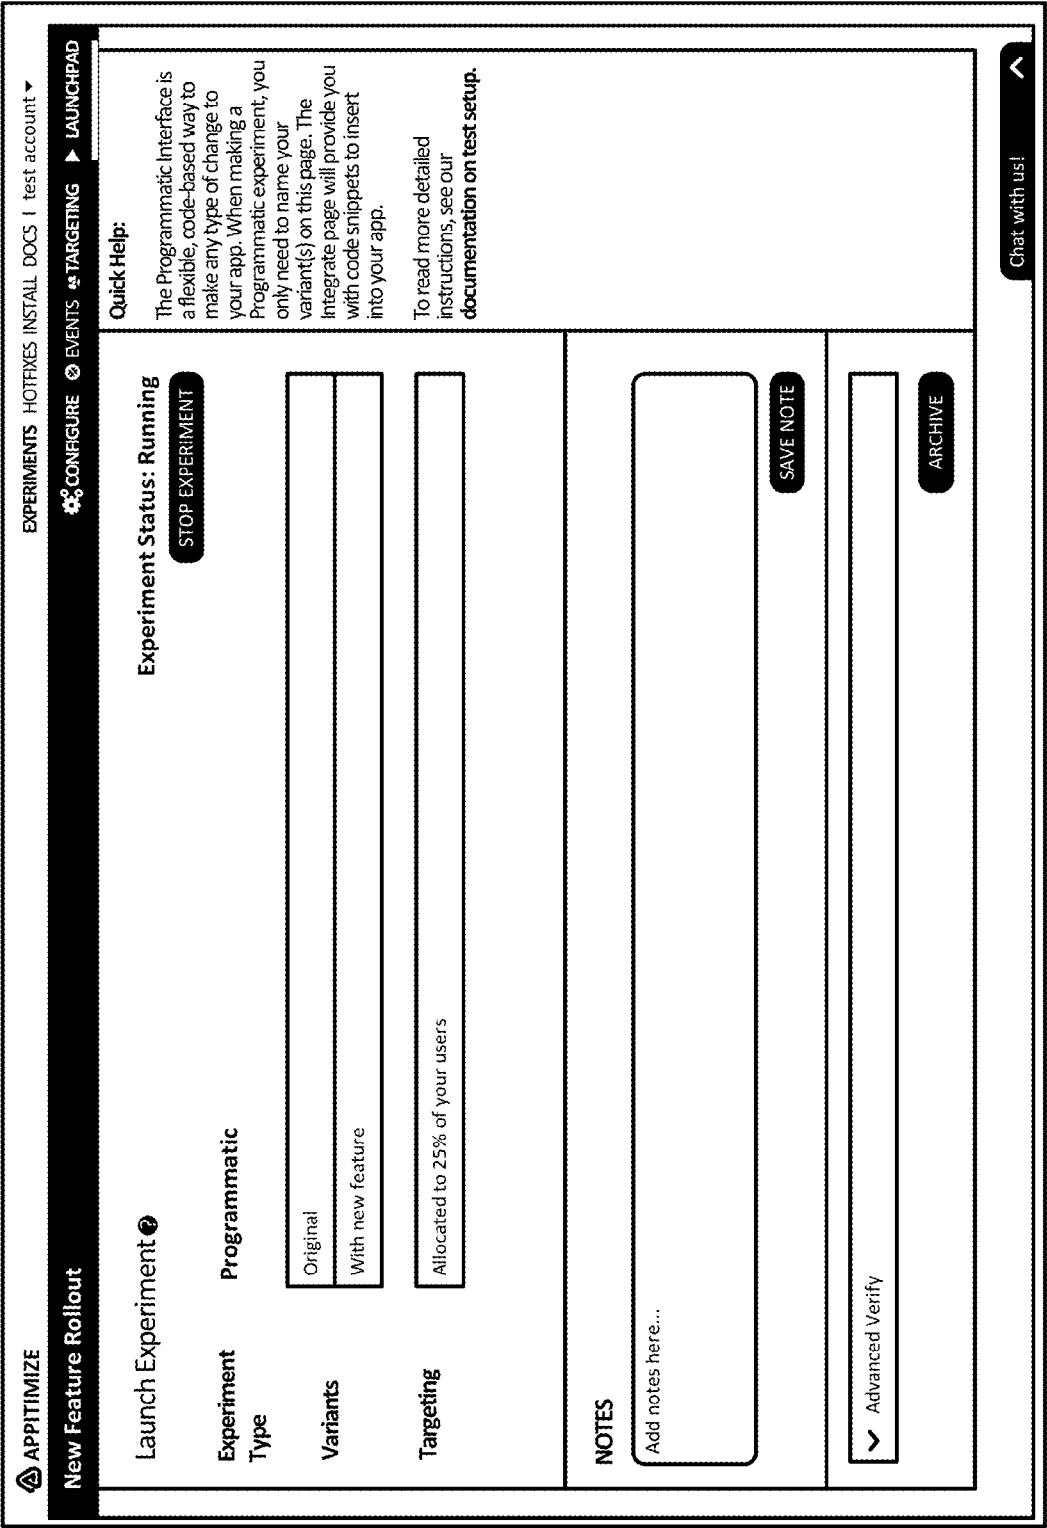 APPITIMIZE
EXPERIMENTS HOTFIXES INSTALL DOCS | test account
New Feature Rollout
CONFIGURE EVENTS TARGETING LAUNCHPAD
Launch Experiment
Experiment Status: Running
STOP EXPERIMENT
Experiment
Type
Programmatic
Variants
Original
With new feature
Targeting
Allocated to 25% of your users
NOTES
Add notes here...
SAVE NOTE
Advanced Verify
ARCHIVE
Quick Help:
The Programmatic Interface is
a flexible, code-based way to
make any type of change to
your app. When making a
Programmatic experiment, you
only need to name your
variant(s) on this page. The
Integrate page will provide you
with code snippets to insert
into your app.
To read more detailed
instructions, see our
documentation on test setup.
Chat with us!